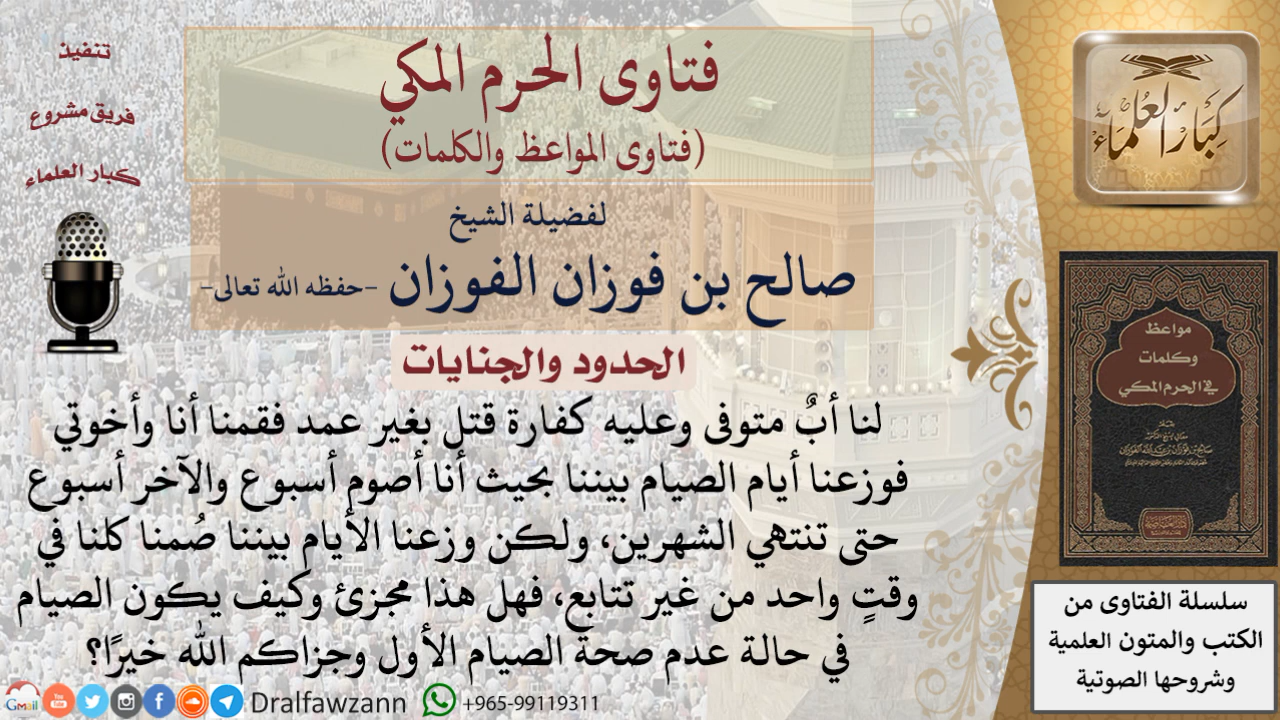 تنفيذ
فريق مشروع
كبار العلماء
كبار العلماء
فتاوى الحرم المكي
(فتاوى المواعظ والكلمات)
لفضيلة الشيخ
صالح بن فوزان الفوزان -حفظه الله تعالى-
الحدود والجنايات
لنا أبٌ متوفى وعليه كفارة قتل بغير عمد فقمنا أنا وأخوتي
فوزعنا أيام الصيام بيننا بحيث أنا أصوم أسبوع والآخر أسبوع
حتى تنتهي الشهرين، ولكن وزعنا الأيام بيننا صُمنا كلنا في
وقتٍ واحد من غير تتابع، فهل هذا مجزئ وكيف يكون الصيام
في حالة عدم صحة الصيام الأول وجزاكم الله خيرًا؟
مواعظ
وكلمات
في الحرم المكي
سلسلة الفتاوى من
الكتب والمتون العلمية
وشروحها الصوتية
Gmail
You Tube
Dralfawzann
+965-99119311